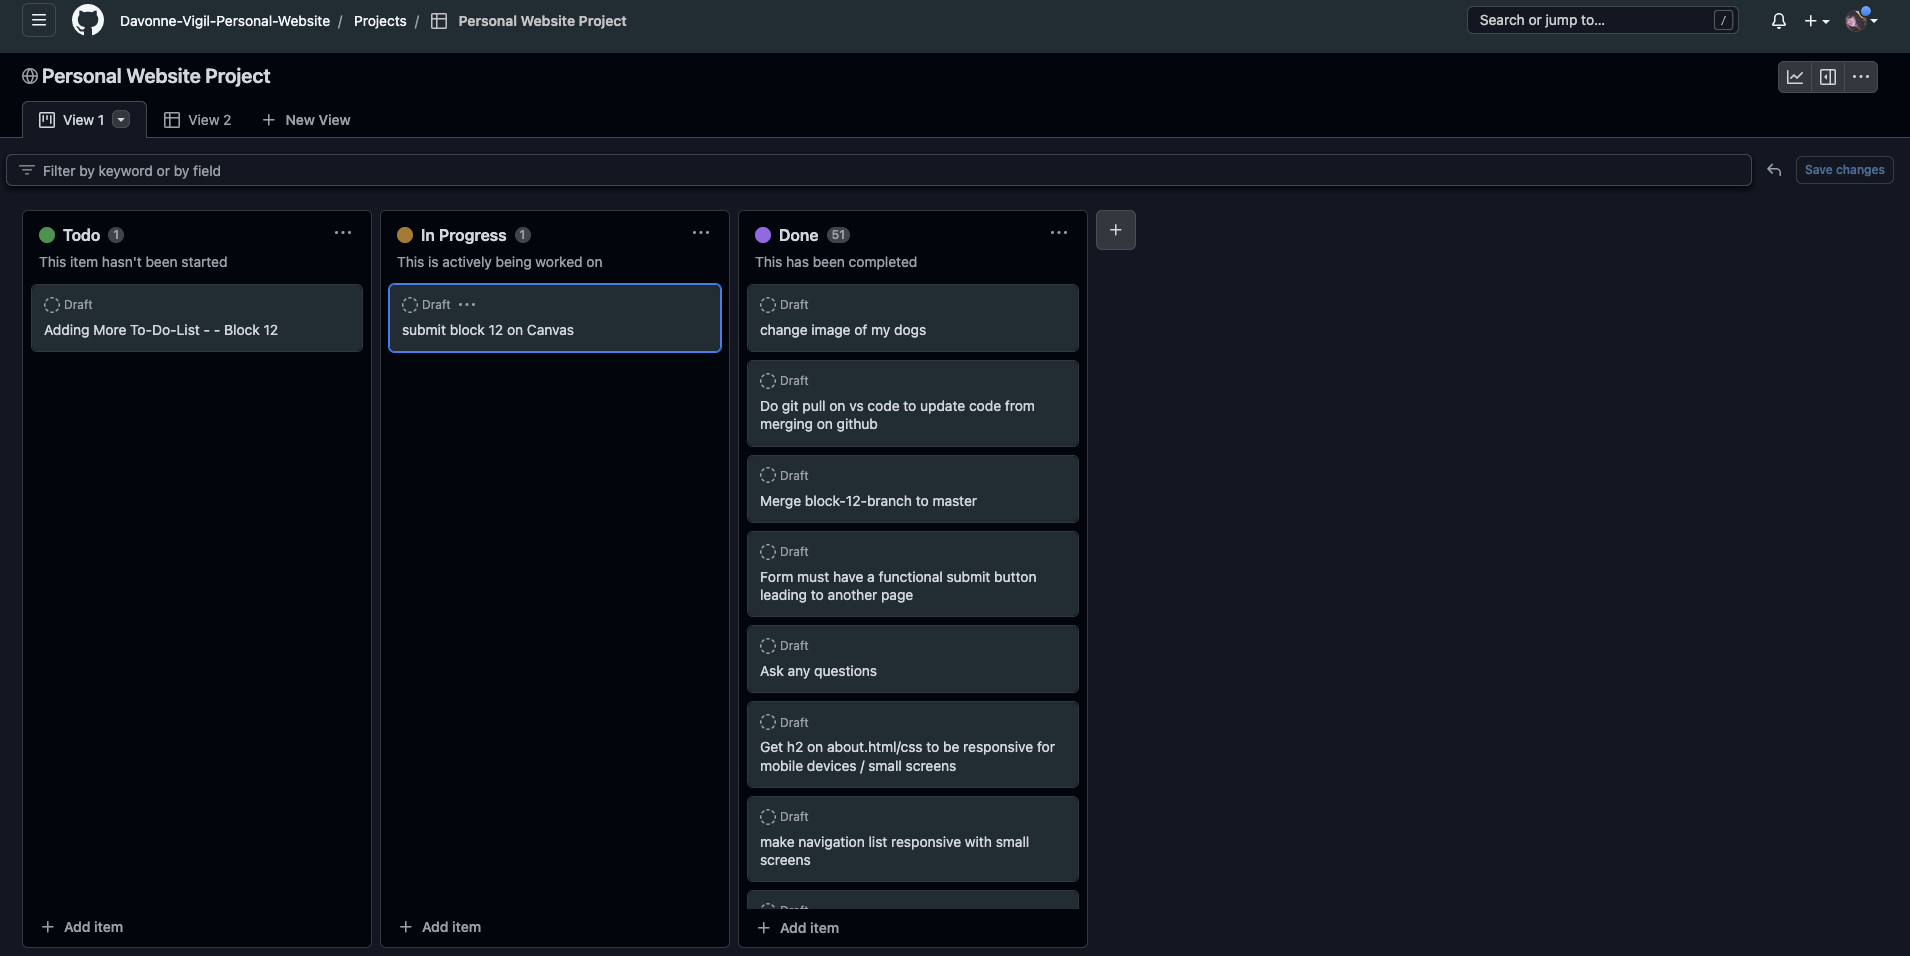 Davonne-Vigil-Personal-Website / Projects / Personal Website Project
Search or jump to... /
Personal Website Project
View 1 View 2 New View
Filter by keyword or by field
Save changes
Todo 1
This item hasn't been started
Draft
Adding More To-Do-List - - Block 12
Add item
In Progress 1
This is actively being worked on
Draft
submit block 12 on Canvas
Add item
Done 51
This has been completed
Draft
change image of my dogs
Draft
Do git pull on vs code to update code from
merging on github
Draft
Merge block-12-branch to master
Draft
Form must have a functional submit button
leading to another page
Draft
Ask any questions
Draft
Get h2 on about.html/css to be responsive for
mobile devices / small screens
Draft
make navigation list responsive with small
screens
Draft
Add item